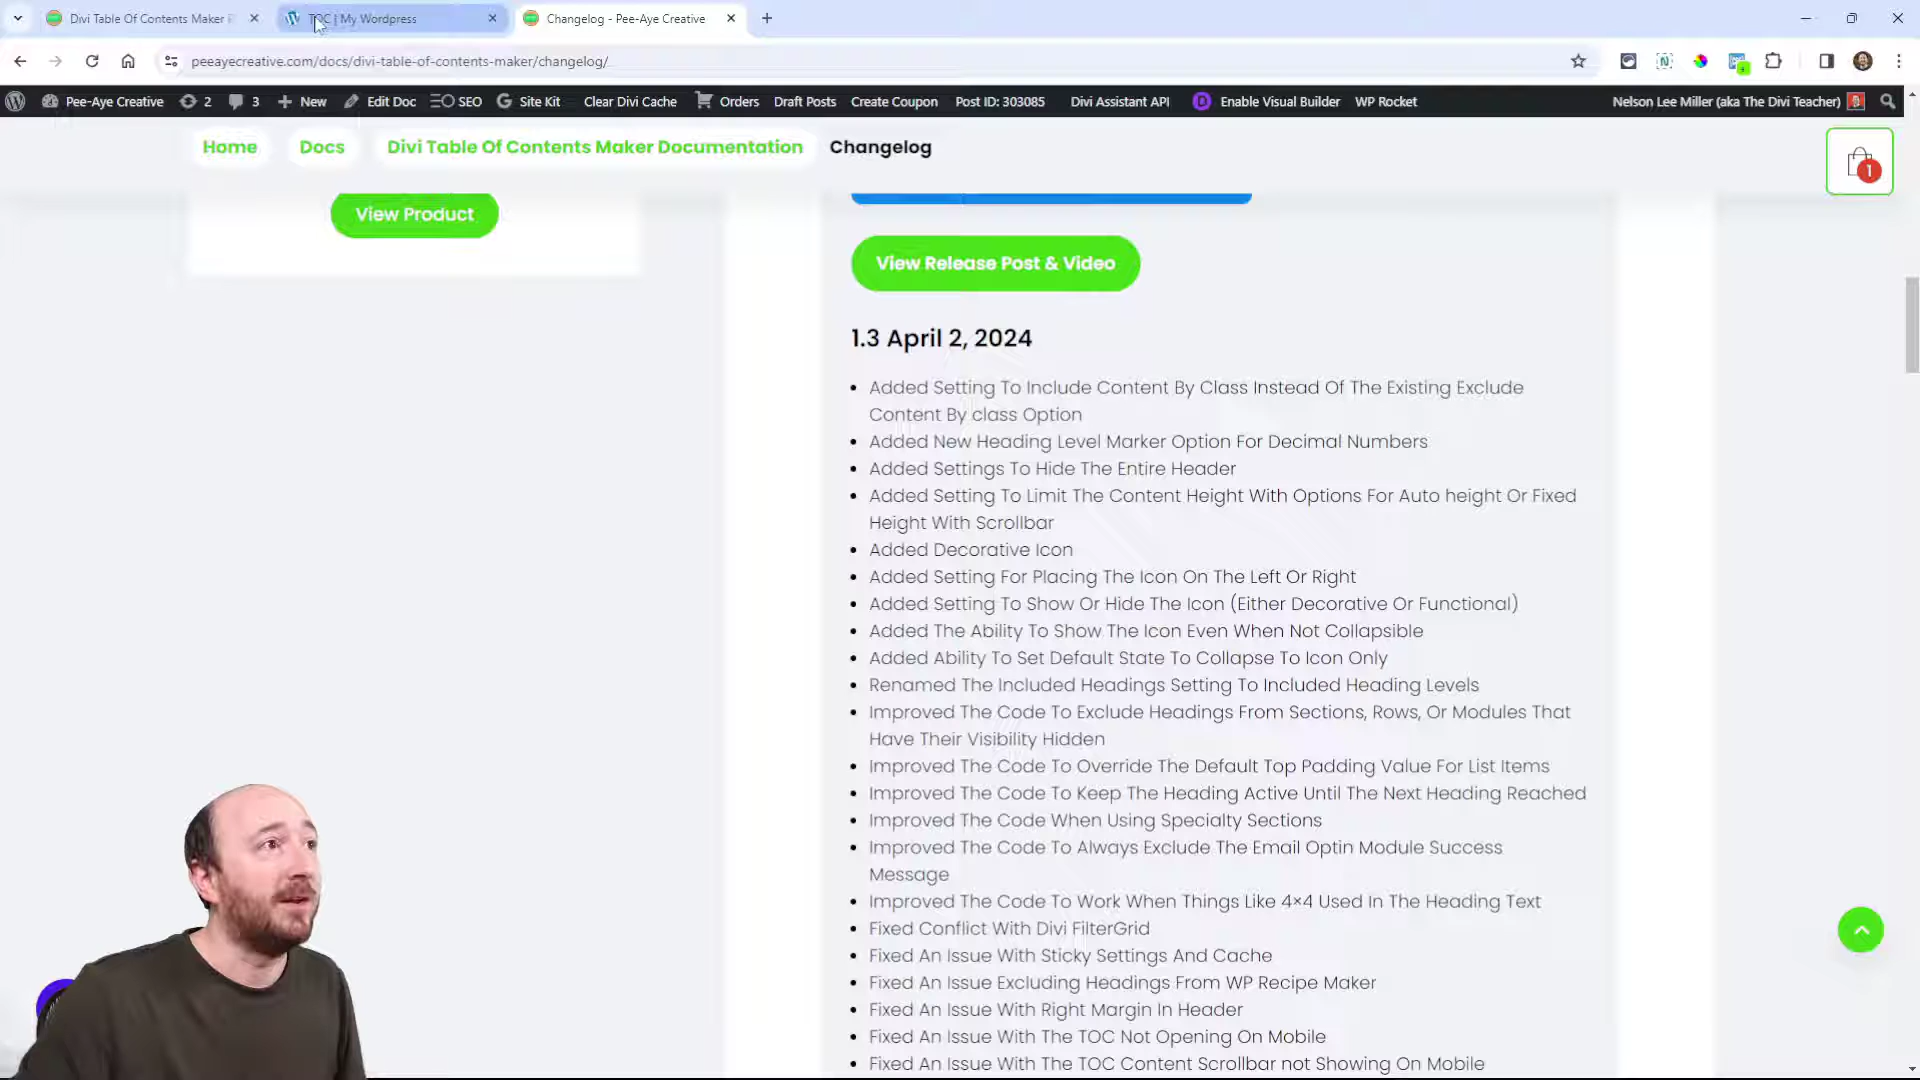 Divi Table Of Contents Maker
TOC | My Wordpress
Changelog - Pee-Aye Creative
peeayecreative.com/docs/divi-table-of-contents-maker/changelog/
Pee-Aye Creative 2 3 New Edit Doc SEO Site Kit Clear Divi Cache Orders Draft Posts Create Coupon Post ID: 303085 Divi Assistant API Enable Visual Builder WP Rocket Nelson Lee Miller (aka The Divi Teacher)
Home Docs Divi Table Of Contents Maker Documentation Changelog
1
View Product
View Release Post & Video
1.3 April 2, 2024
• Added Setting To Include Content By Class Instead Of The Existing Exclude
Content By class Option
• Added New Heading Level Marker Option For Decimal Numbers
• Added Settings To Hide The Entire Header
• Added Setting To Limit The Content Height With Options For Auto height Or Fixed
Height With Scrollbar
• Added Decorative Icon
• Added Setting For Placing The Icon On The Left Or Right
• Added Setting To Show Or Hide The Icon (Either Decorative Or Functional)
• Added The Ability To Show The Icon Even When Not Collapsible
• Added Ability To Set Default State To Collapse To Icon Only
• Renamed The Included Headings Setting To Included Heading Levels
• Improved The Code To Exclude Headings From Sections, Rows, Or Modules That
Have Their Visibility Hidden
• Improved The Code To Override The Default Top Padding Value For List Items
• Improved The Code To Keep The Heading Active Until The Next Heading Reached
• Improved The Code When Using Specialty Sections
• Improved The Code To Always Exclude The Email Optin Module Success
Message
• Improved The Code To Work When Things Like 4×4 Used In The Heading Text
• Fixed Conflict With Divi FilterGrid
• Fixed An Issue With Sticky Settings And Cache
• Fixed An Issue Excluding Headings From WP Recipe Maker
• Fixed An Issue With Right Margin In Header
• Fixed An Issue With The TOC Not Opening On Mobile
• Fixed An Issue With The TOC Content Scrollbar not Showing On Mobile